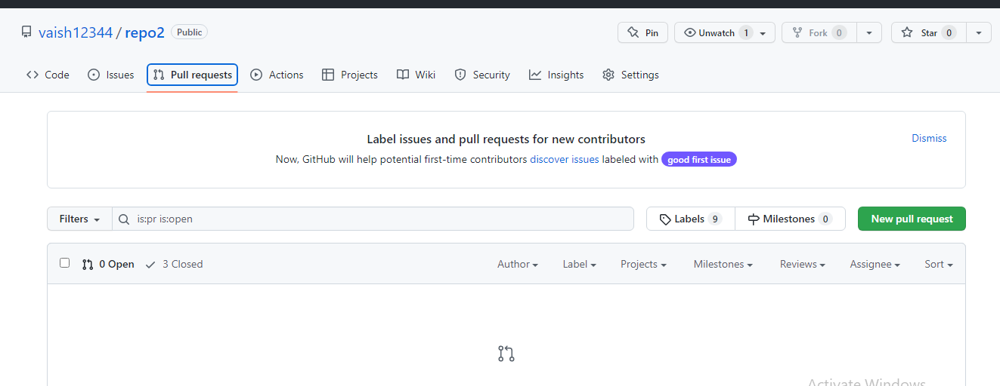 vaish12344 / repo2 Public Pin Unwatch 1 Fork 0 Star 0
Code Issues Pull requests Actions Projects Wiki Security Insights Settings
Label issues and pull requests for new contributors Dismiss
Now, GitHub will help potential first-time contributors discover issues labeled with good first issue
Filters is:pr is:open Labels 9 Milestones 0 New pull request
0 Open 3 Closed Author Label Projects Milestones Reviews Assignee Sort
Activate Windows